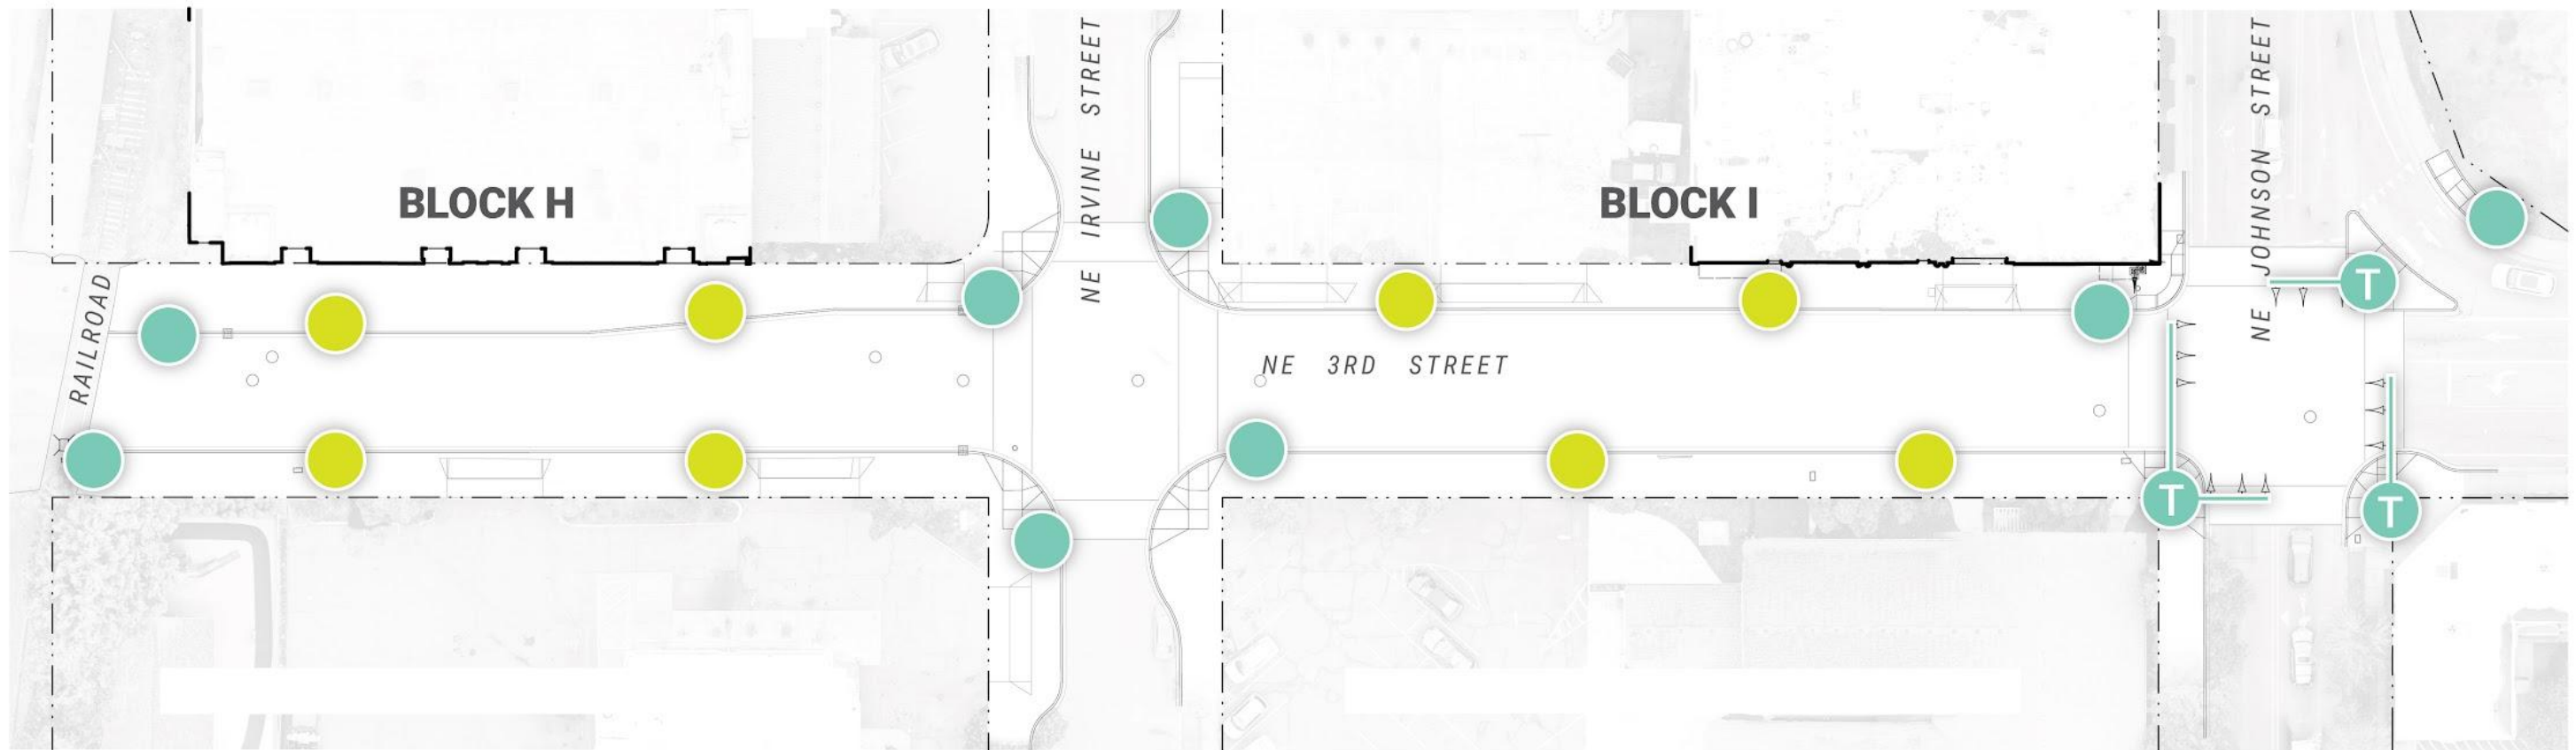 NE IRVINE STREET
NE JOHNSON STREET
BLOCK H
BLOCK I
RAILROAD
NE 3RD STREET
T
T
T